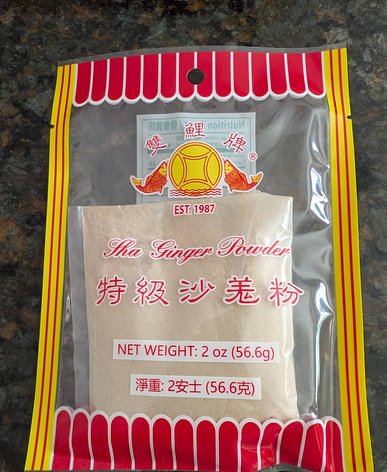 Nutrition
雙鯉牌®
EST. 1987
Sha Ginger Powder
特級沙羗粉
NET WEIGHT: 2 oz (56.6g)
淨重: 2安士 (56.6克)